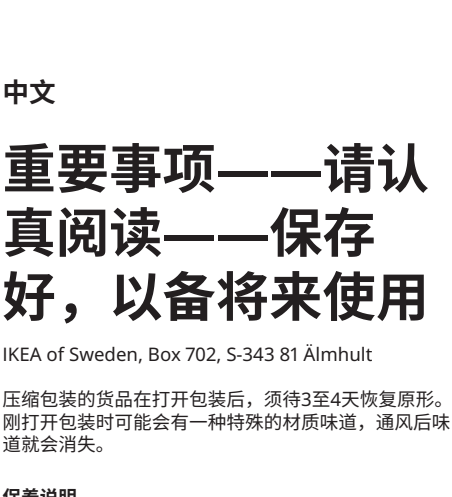 中文
重要事项——请认
真阅读——保存
好，以备将来使用
IKEA of Sweden, Box 702, S-343 81 Älmhult
压缩包装的货品在打开包装后，须待3至4天恢复原形。
刚打开包装时可能会有一种特殊的材质味道，通风后味
道就会消失。
保养说明